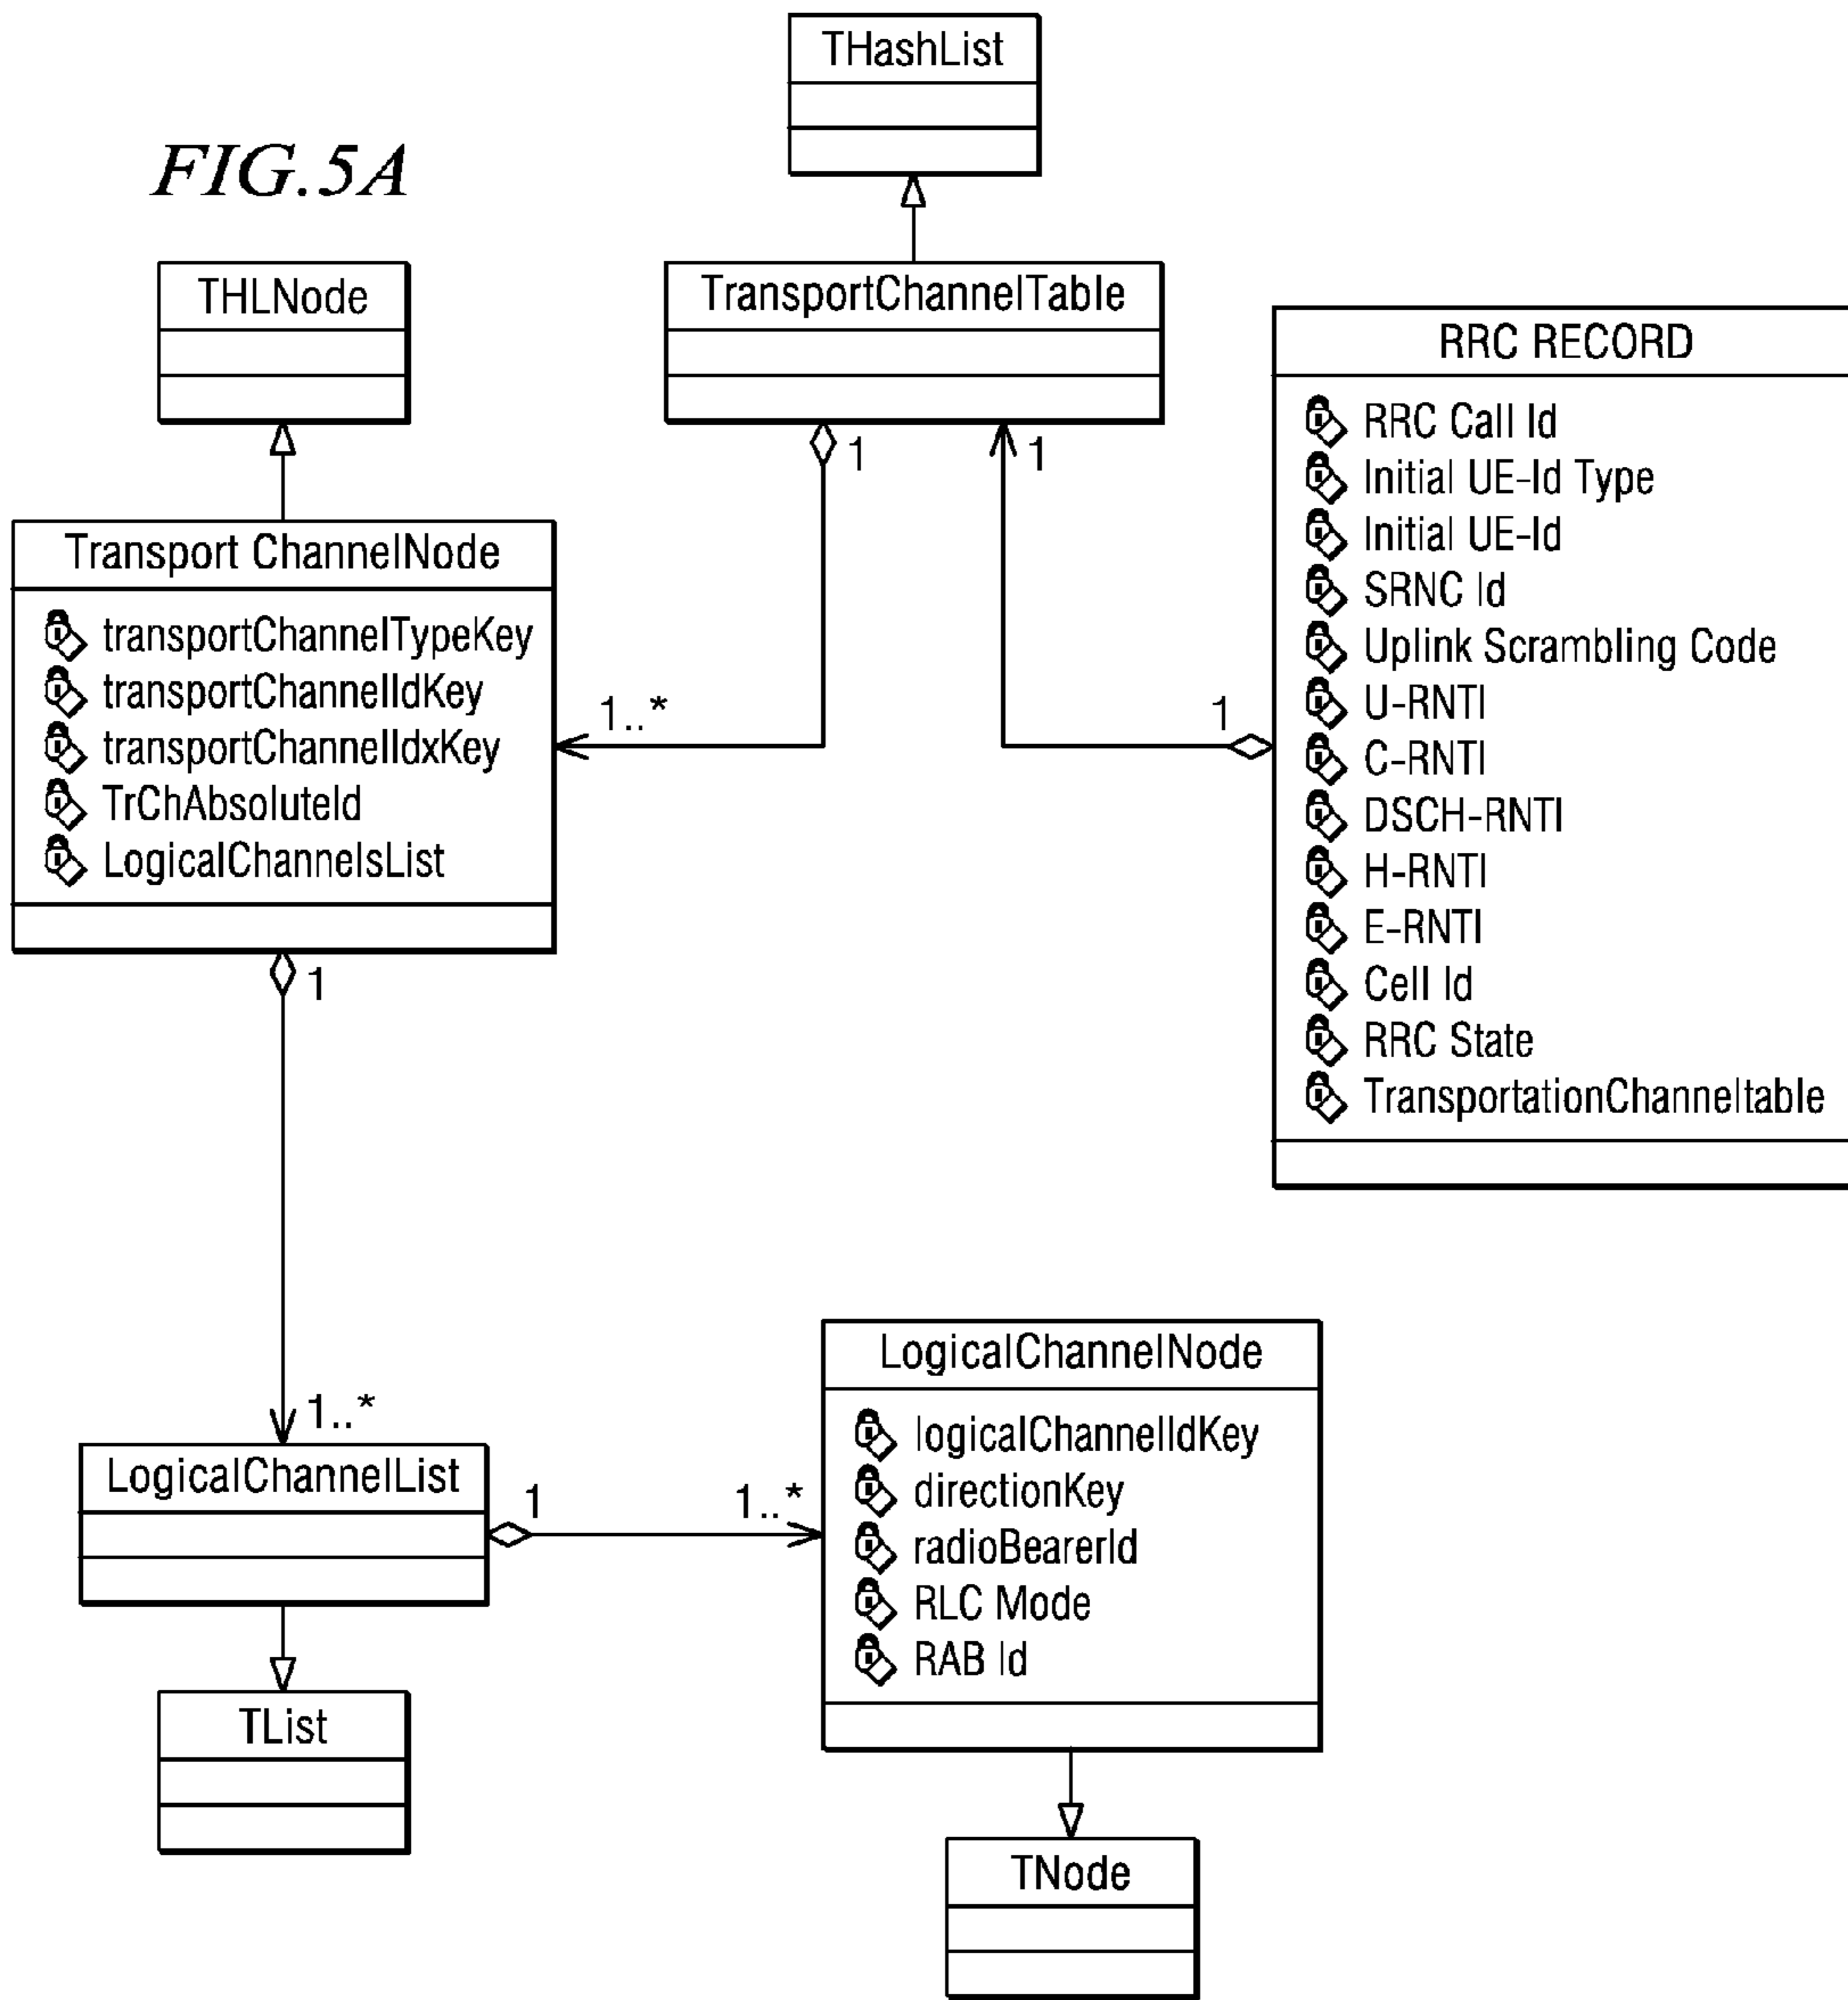 FIG.5A
THashList
THLNode
TransportChannelTable
1
1
RRC RECORD
RRC Call Id
Initial UE-Id Type
Initial UE-Id
SRNC Id
Uplink Scrambling Code
U-RNTI
C-RNTI
DSCH-RNTI
H-RNTI
E-RNTI
Cell Id
RRC State
TransportationChanneltable
1
Transport ChannelNode
transportChannelTypeKey
transportChannelIdKey
transportChannelIdxKey
TrChAbsoluteId
LogicalChannelsList
1..*
1
1..*
LogicalChannelList
1
1..*
LogicalChannelNode
logicalChannelIdKey
directionKey
radioBearerId
RLC Mode
RAB Id
TList
TNode